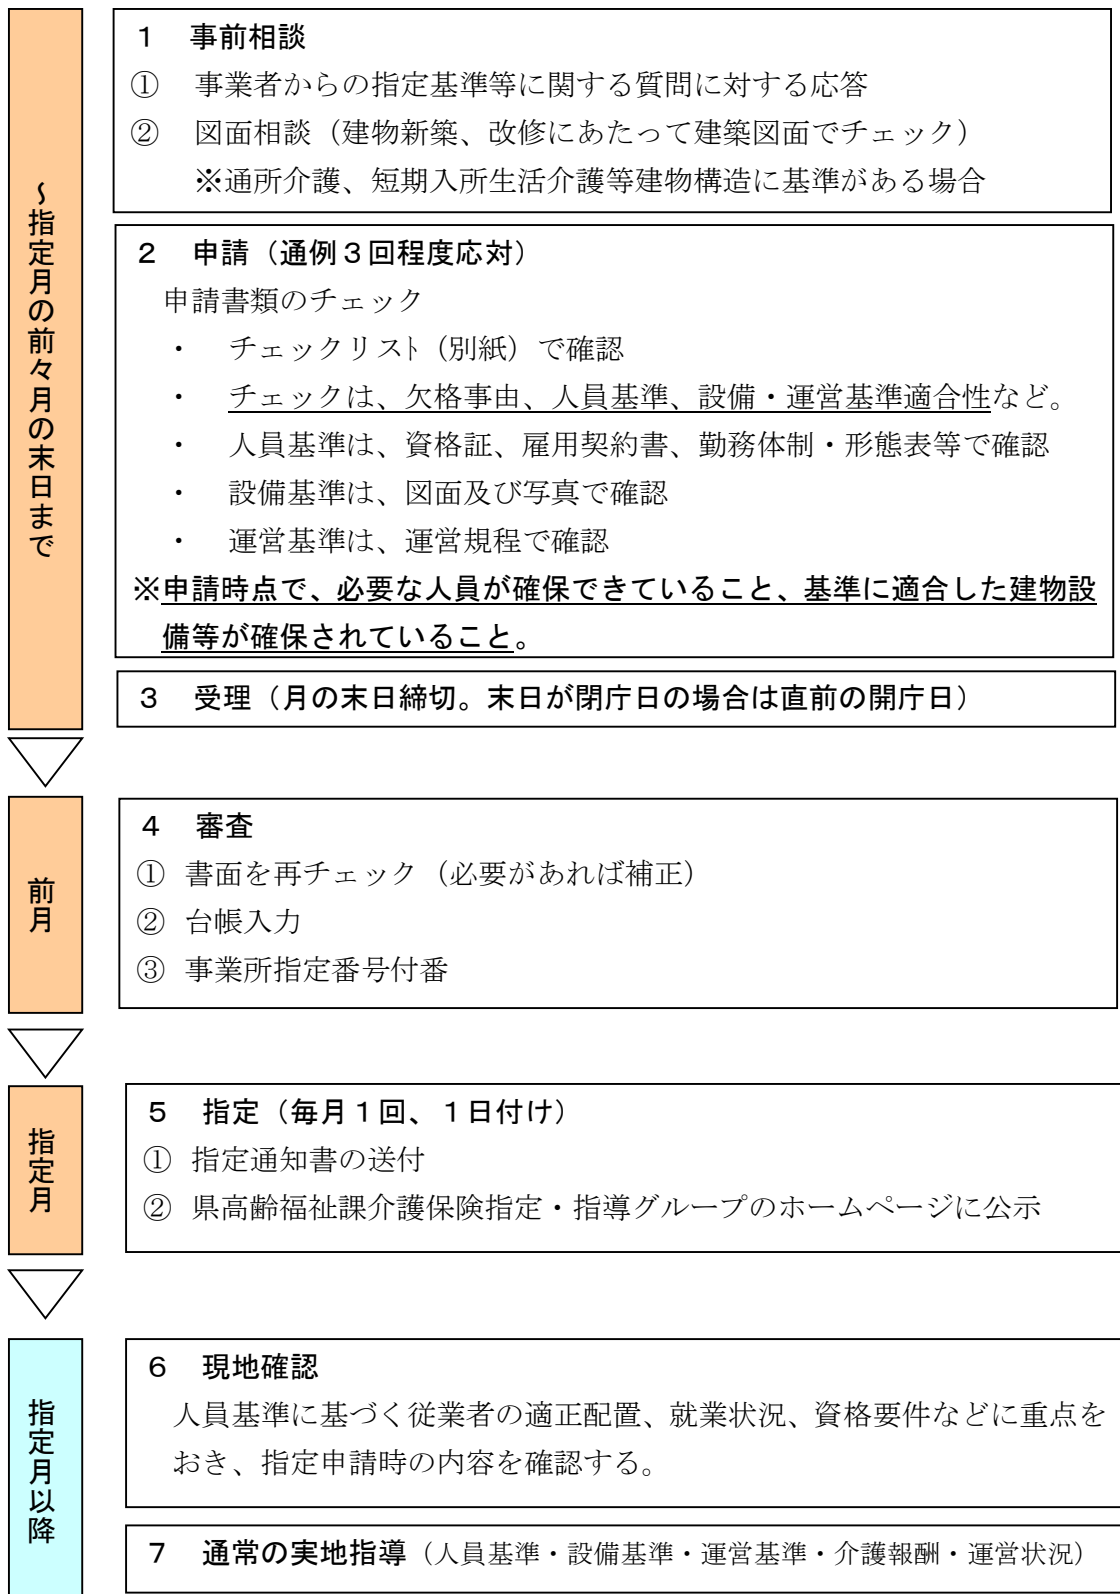 ～指定月の前々月の末日まで
１　事前相談
①　事業者からの指定基準等に関する質問に対する応答
②　図面相談（建物新築、改修にあたって建築図面でチェック）
※通所介護、短期入所生活介護等建物構造に基準がある場合
２　申請（通例３回程度応対）
申請書類のチェック
・　チェックリスト（別紙）で確認
・　チェックは、欠格事由、人員基準、設備・運営基準適合性など。
・　人員基準は、資格証、雇用契約書、勤務体制・形態表等で確認
・　設備基準は、図面及び写真で確認
・　運営基準は、運営規程で確認
※申請時点で、必要な人員が確保できていること、基準に適合した建物設
備等が確保されていること。
３　受理（月の末日締切。末日が閉庁日の場合は直前の開庁日）
前月
４　審査
①　書面を再チェック（必要があれば補正）
②　台帳入力
③　事業所指定番号付番
指定月
５　指定（毎月１回、１日付け）
①　指定通知書の送付
②　県高齢福祉課介護保険指定・指導グループのホームページに公示
指定月以降
６　現地確認
人員基準に基づく従業者の適正配置、就業状況、資格要件などに重点を
おき、指定申請時の内容を確認する。
７　通常の実地指導（人員基準・設備基準・運営基準・介護報酬・運営状況）